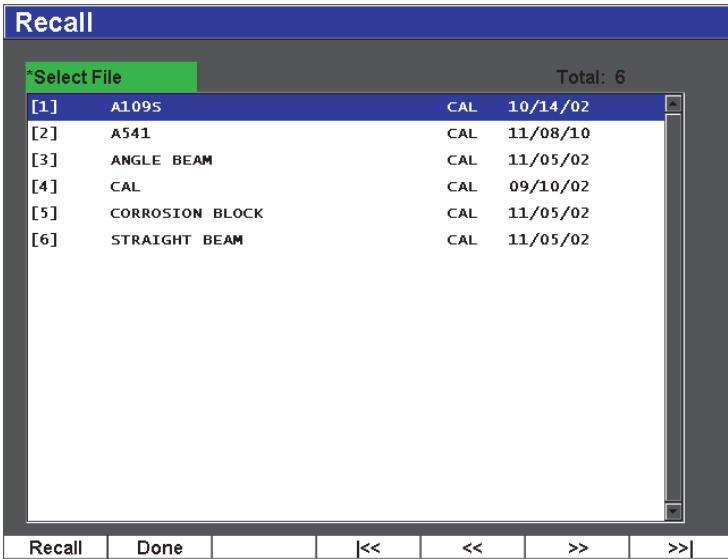 Recall
*Select File Total: 6
[1] A109S CAL 10/14/02
[2] A541 CAL 11/08/10
[3] ANGLE BEAM CAL 11/05/02
[4] CAL CAL 09/10/02
[5] CORROSION BLOCK CAL 11/05/02
[6] STRAIGHT BEAM CAL 11/05/02
Recall Done |<< << >> >>|